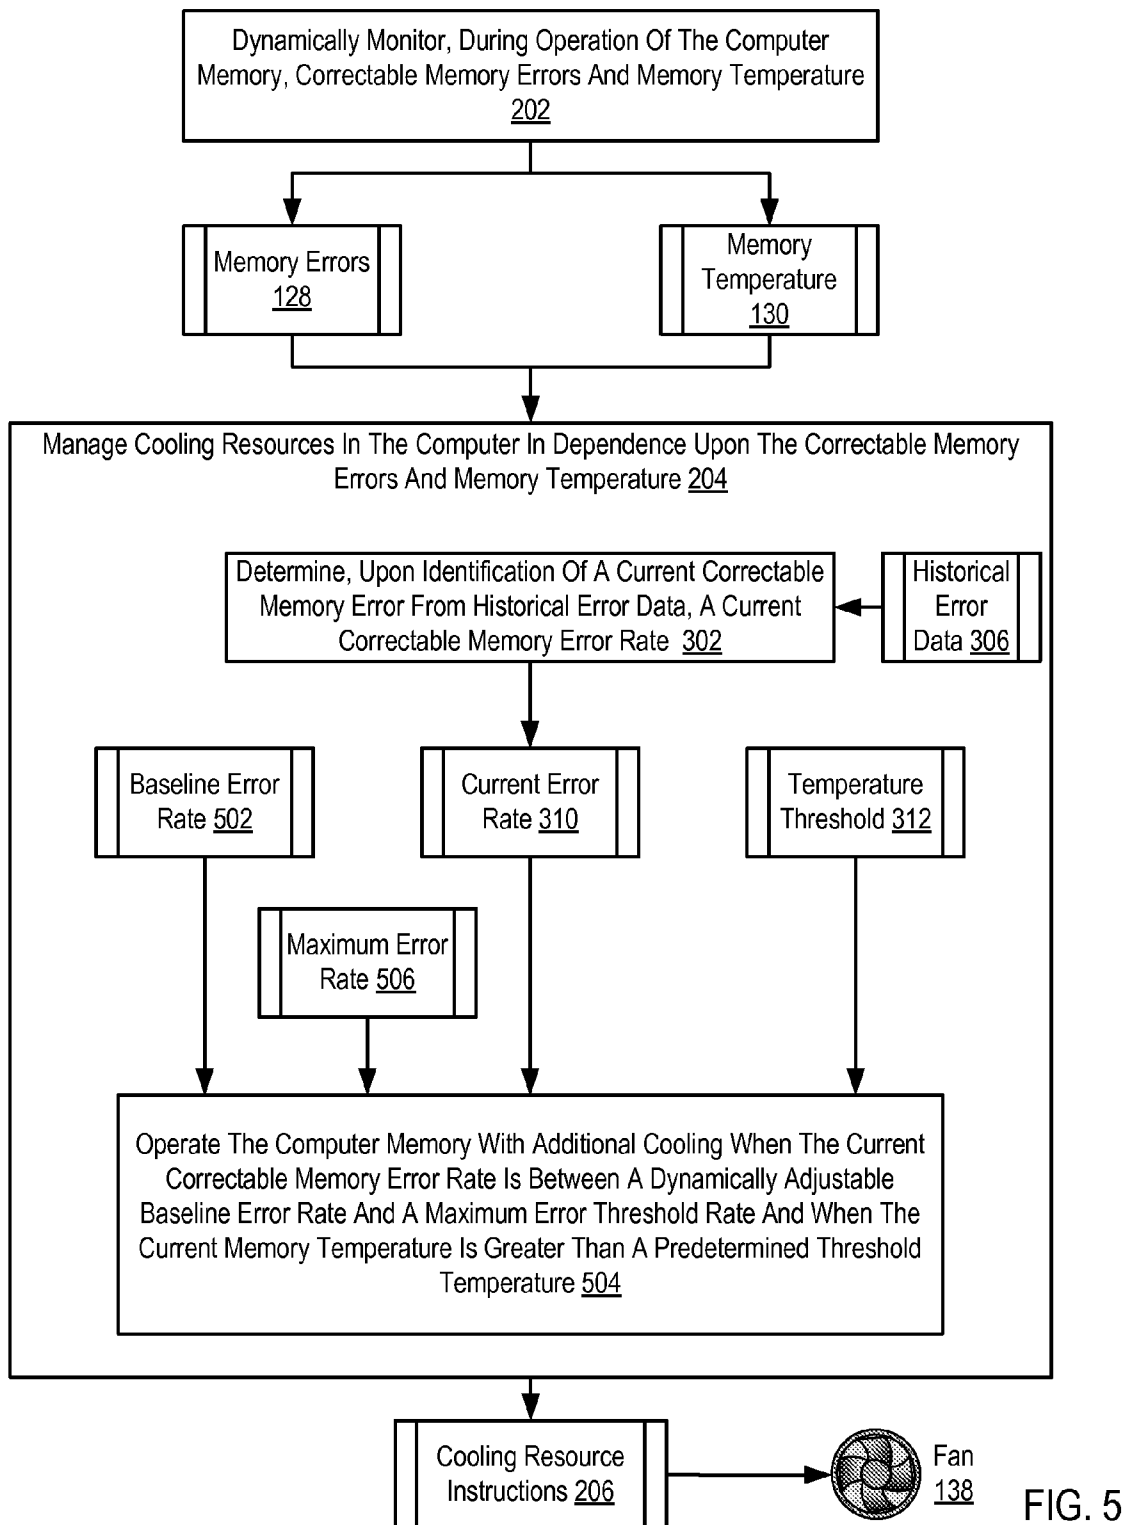 Dynamically Monitor, During Operation Of The Computer
Memory, Correctable Memory Errors And Memory Temperature
202
Memory Errors
128
Memory
Temperature
130
Manage Cooling Resources In The Computer In Dependence Upon The Correctable Memory
Errors And Memory Temperature 204
Determine, Upon Identification Of A Current Correctable
Memory Error From Historical Error Data, A Current
Correctable Memory Error Rate 302
Historical
Error
Data 306
Baseline Error
Rate 502
Current Error
Rate 310
Temperature
Threshold 312
Maximum Error
Rate 506
Operate The Computer Memory With Additional Cooling When The Current
Correctable Memory Error Rate Is Between A Dynamically Adjustable
Baseline Error Rate And A Maximum Error Threshold Rate And When The
Current Memory Temperature Is Greater Than A Predetermined Threshold
Temperature 504
Cooling Resource
Instructions 206
Fan
138
FIG. 5